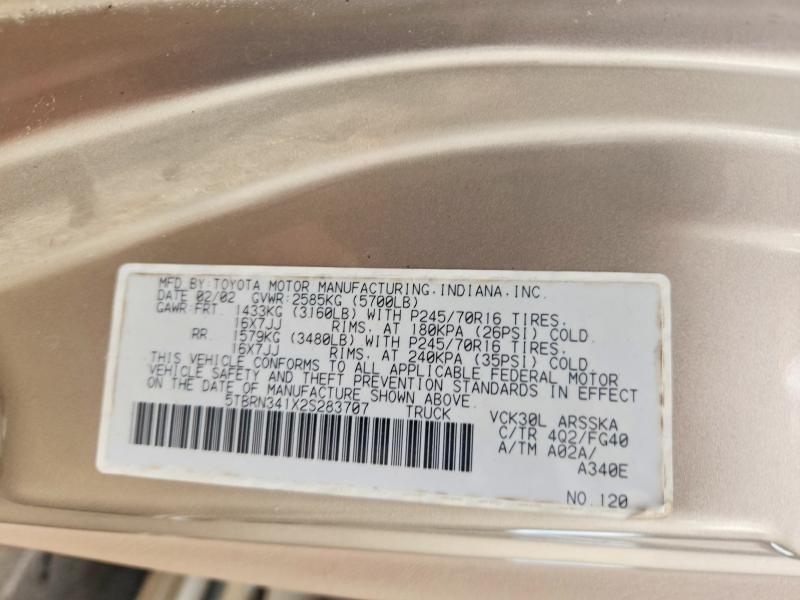 MFD.BY:TOYOTA MOTOR MANUFACTURING,INDIANA,INC.
DATE 02/02 GVWR:2585KG (5700LB)
GAWR:FRT. 1433KG (3160LB) WITH P245/70R16 TIRES,
16X7JJ RIMS, AT 180KPA (26PSI) COLD.
RR. 1579KG (3480LB) WITH P245/70R16 TIRES,
16X7JJ RIMS, AT 240KPA (35PSI) COLD.
THIS VEHICLE CONFORMS TO ALL APPLICABLE FEDERAL MOTOR
VEHICLE SAFETY AND THEFT PREVENTION STANDARDS IN EFFECT
ON THE DATE OF MANUFACTURE SHOWN ABOVE.
5TBRN341X2S283707 TRUCK
VCK30L ARSSKA
C/TR 4Q2/FG40
A/TM A02A/
A340E
NO.120